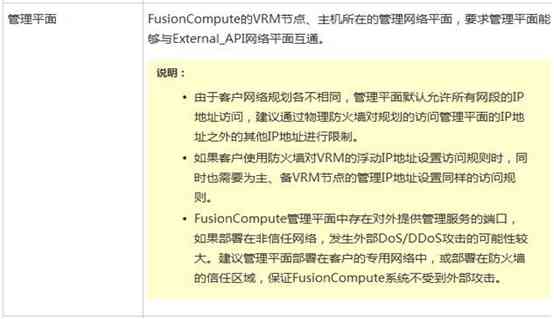 管理平面
FusionCompute的VRM节点、主机所在的管理网络平面，要求管理平面能
够与External_API网络平面互通。
说明：
• 由于客户网络规划各不相同，管理平面默认允许所有网段的IP
地址访问，建议通过物理防火墙对规划的访问管理平面的IP地
址之外的其他IP地址进行限制。
• 如果客户使用防火墙对VRM的浮动IP地址设置访问规则时，同
时也需要为主、备VRM节点的管理IP地址设置同样的访问规
则。
• FusionCompute管理平面中存在对外提供管理服务的端口，
如果部署在非信任网络，发生外部DoS/DDoS攻击的可能性较
大。建议管理平面部署在客户的专用网络中，或部署在防火墙
的信任区域，保证FusionCompute系统不受到外部攻击。